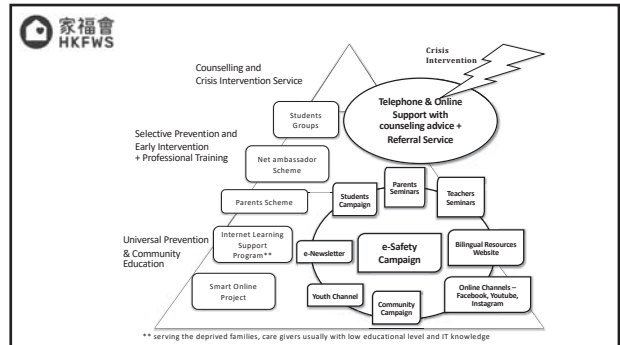 家福會
HKFWS
Crisis
Intervention
Counselling and
Crisis Intervention Service
Telephone & Online
Support with
counseling advice +
Referral Service
Students
Groups
Selective Prevention and
Early Intervention
+ Professional Training
Net ambassador
Scheme
Parents Scheme
Students
Campaign
Parents
Seminars
Teachers
Seminars
Universal Prevention
& Community
Education
Internet Learning
Support
Program**
e-Newsletter
e-Safety
Campaign
Bilingual Resources
Website
Smart Online
Project
Youth Channel
Community
Campaign
Online Channels –
Facebook, Youtube,
Instagram
** serving the deprived families, care givers usually with low educational level and IT knowledge